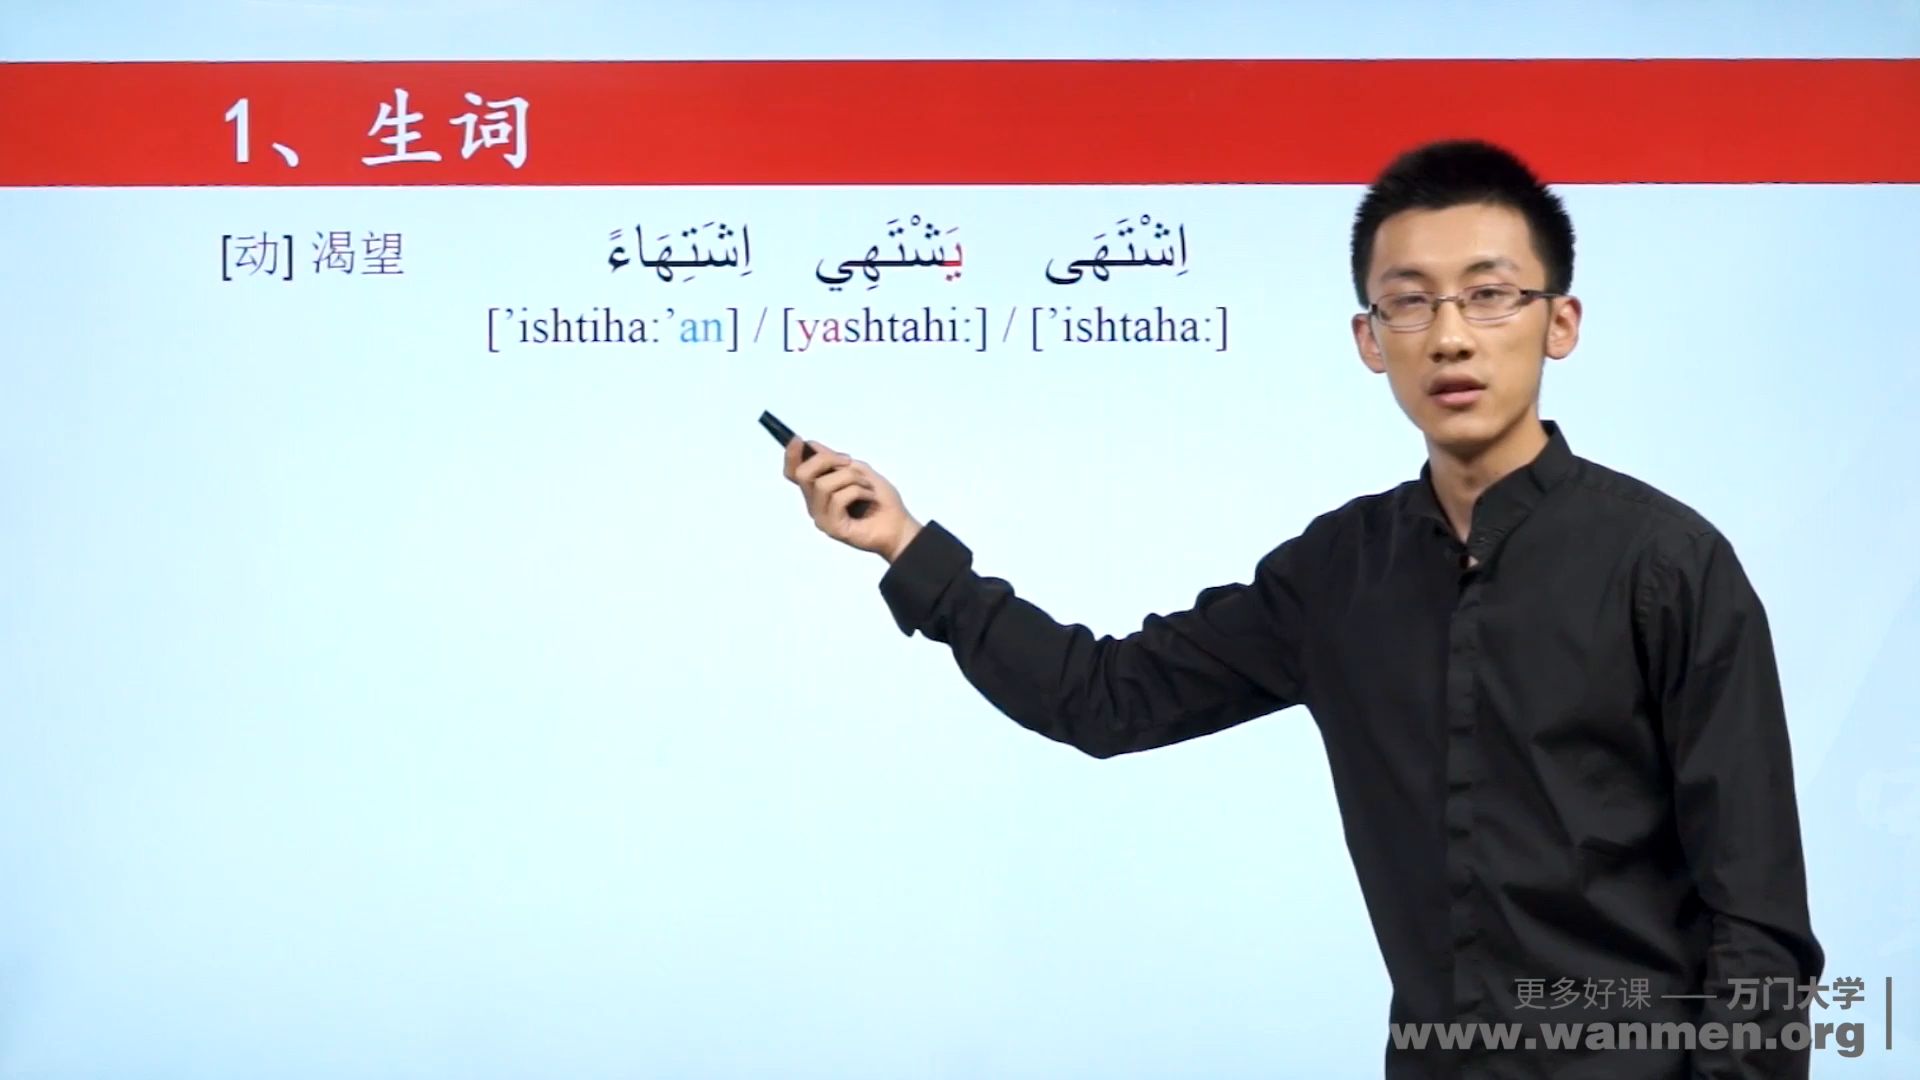 1、生词
[动] 渴望 اِشْتَهَى يَشْتَهِي اِشَتِهَاءً
[’ishtiha:’an] / [yashtahi:] / [’ishtaha:]
更多好课 —— 万门大学
www.wanmen.org